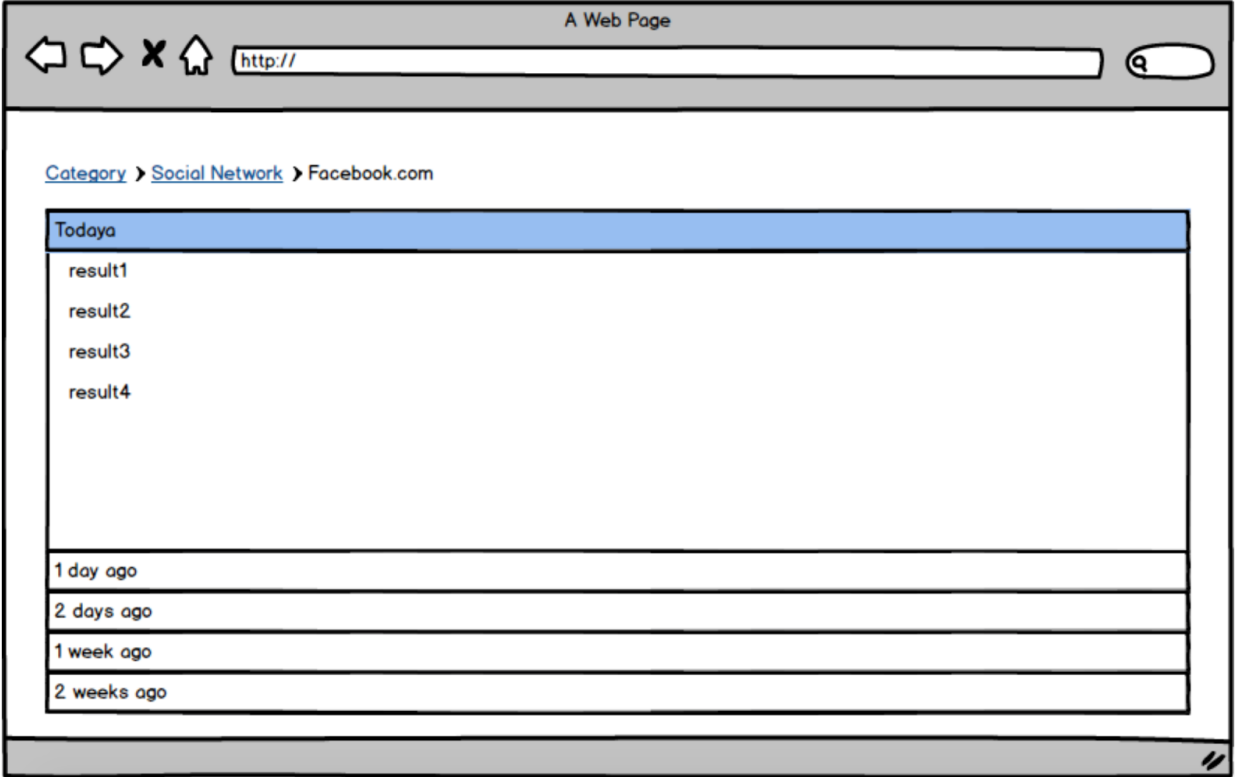 A Web Page
http://
Category > Social Network > Facebook.com
Todaya
result1
result2
result3
result4
1 day ago
2 days ago
1 week ago
2 weeks ago